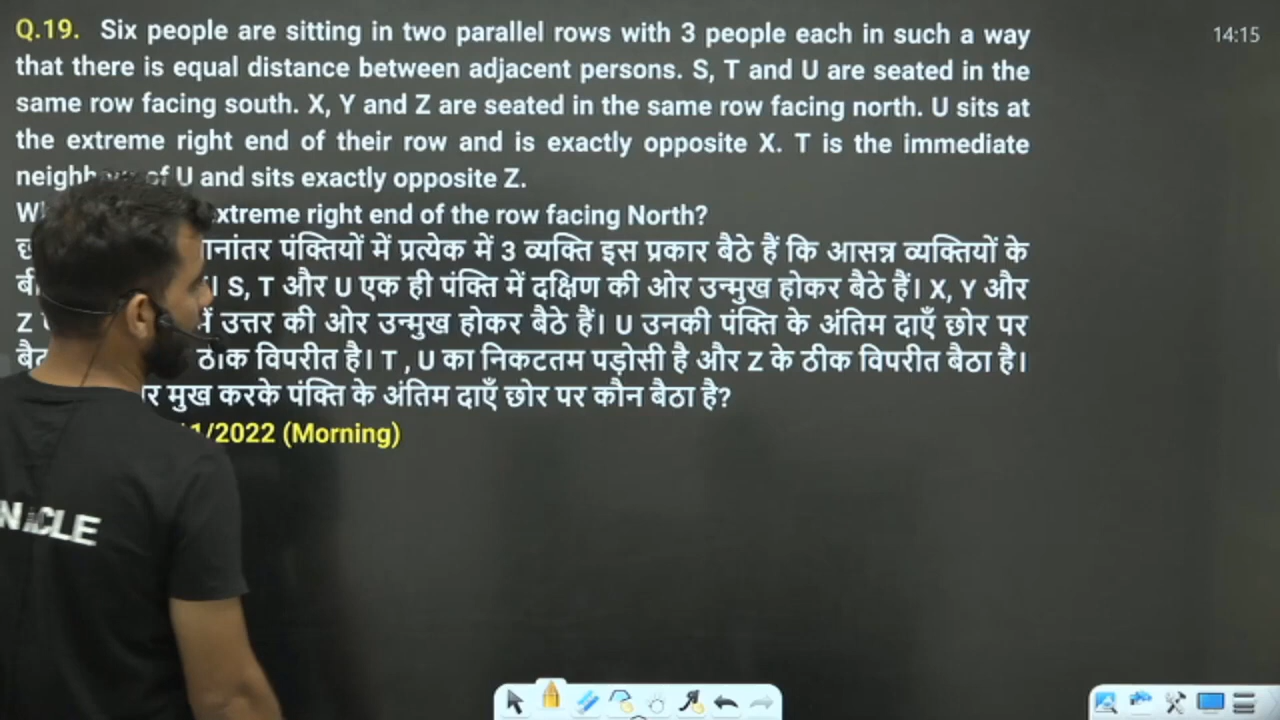 Q.19. Six people are sitting in two parallel rows with 3 people each in such a way
14:15
that there is equal distance between adjacent persons. S, T and U are seated in the
same row facing south. X, Y and Z are seated in the same row facing north. U sits at
the extreme right end of their row and is exactly opposite X. T is the immediate
of U and sits exactly opposite Z.
extreme right end of the row facing North?
पंक्तियों में प्रत्येक में 3 व्यक्ति इस प्रकार बैठे हैं कि आसन्न व्यक्तियों के
S, T और U एक ही पंक्ति में दक्षिण की ओर उन्मुख होकर बैठे हैं। X, Y और
Z में उत्तर की ओर उन्मुख होकर बैठे हैं। U उनकी पंक्ति के अंतिम दाएँ छोर पर
ठीक विपरीत है। T , U का निकटतम पड़ोसी है और Z के ठीक विपरीत बैठा है।
मुख करके पंक्ति के अंतिम दाएँ छोर पर कौन बैठा है?
1/2022 (Morning)
NACLE